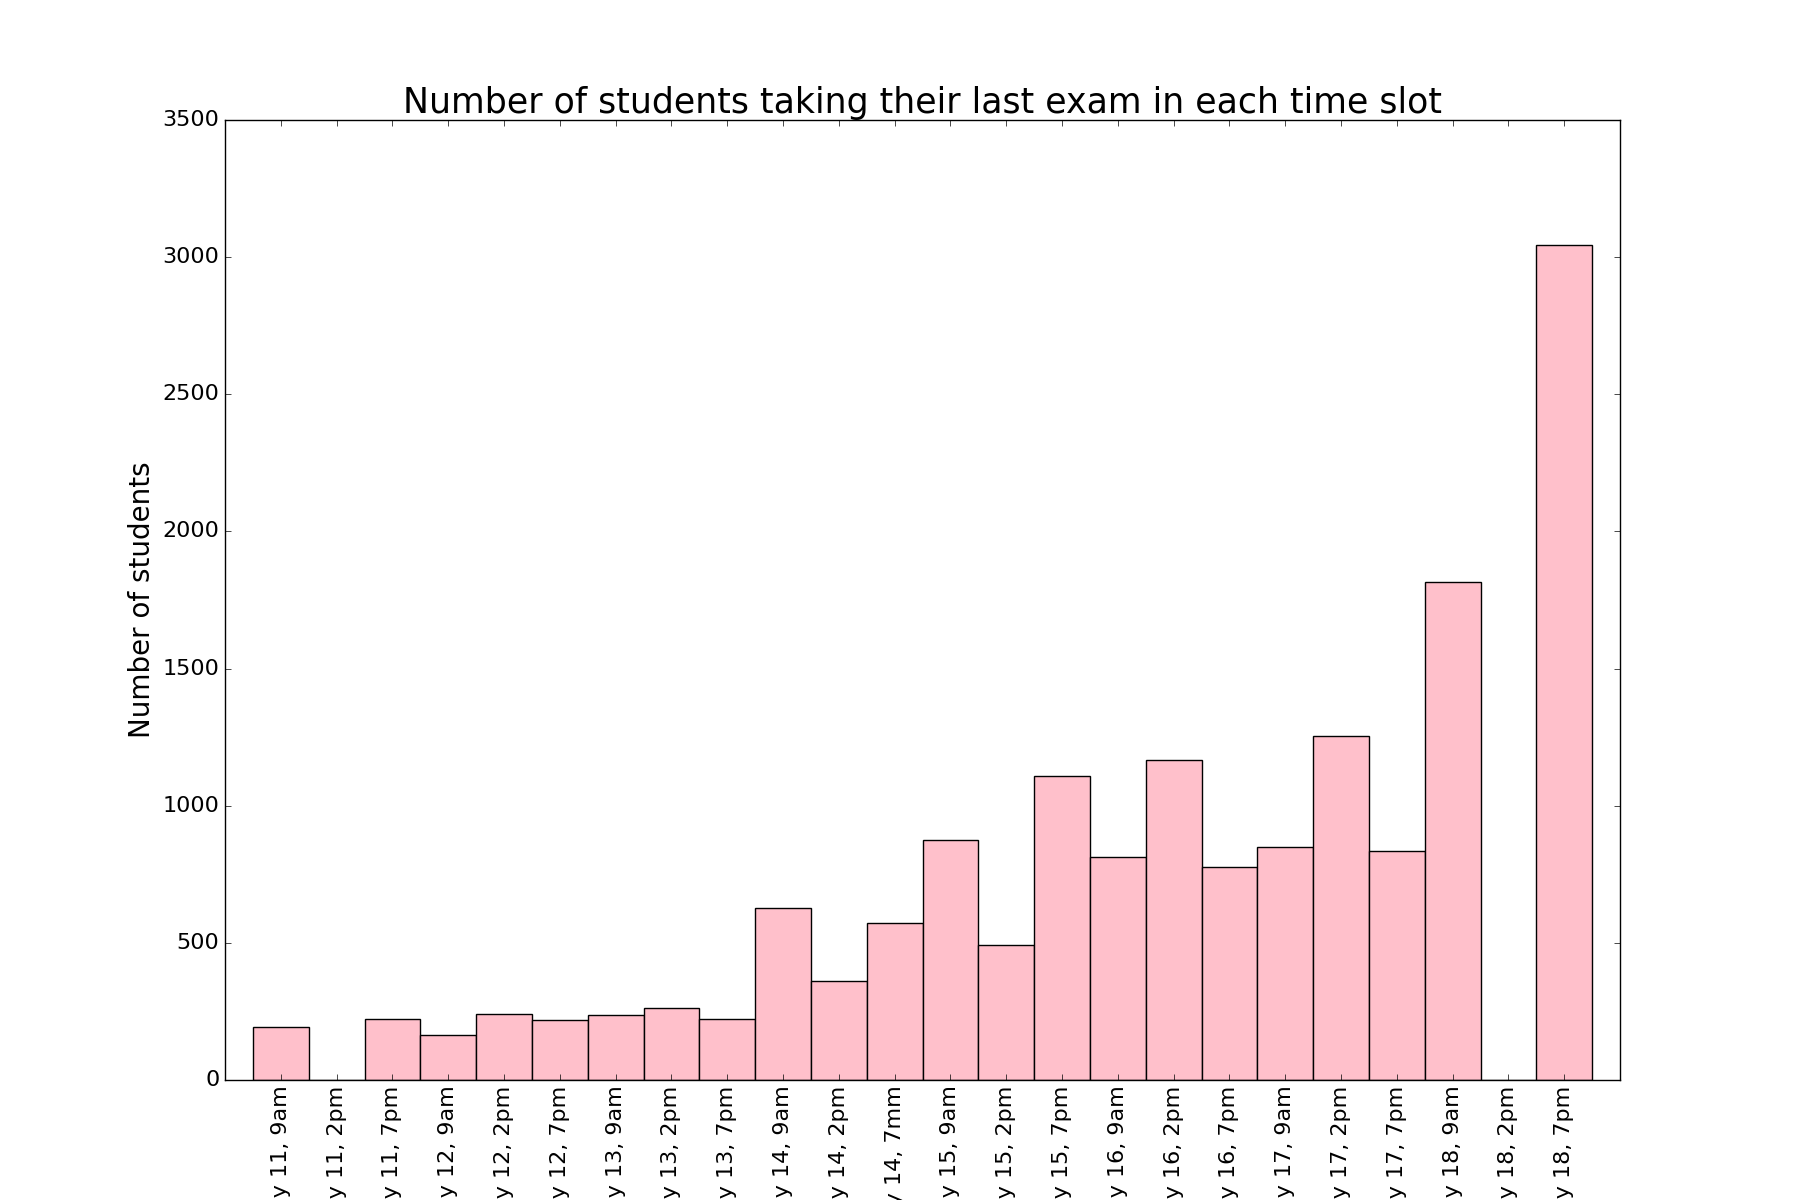 Number of students taking their last exam in each time slot
Number of students
3500
3000
2500
2000
1500
1000
500
0
y 11, 9am
y 11, 2pm
y 11, 7pm
y 12, 9am
y 12, 2pm
y 12, 7pm
y 13, 9am
y 13, 2pm
y 13, 7pm
y 14, 9am
y 14, 2pm
y 14, 7mm
y 15, 9am
y 15, 2pm
y 15, 7pm
y 16, 9am
y 16, 2pm
y 16, 7pm
y 17, 9am
y 17, 2pm
y 17, 7pm
y 18, 9am
y 18, 2pm
y 18, 7pm